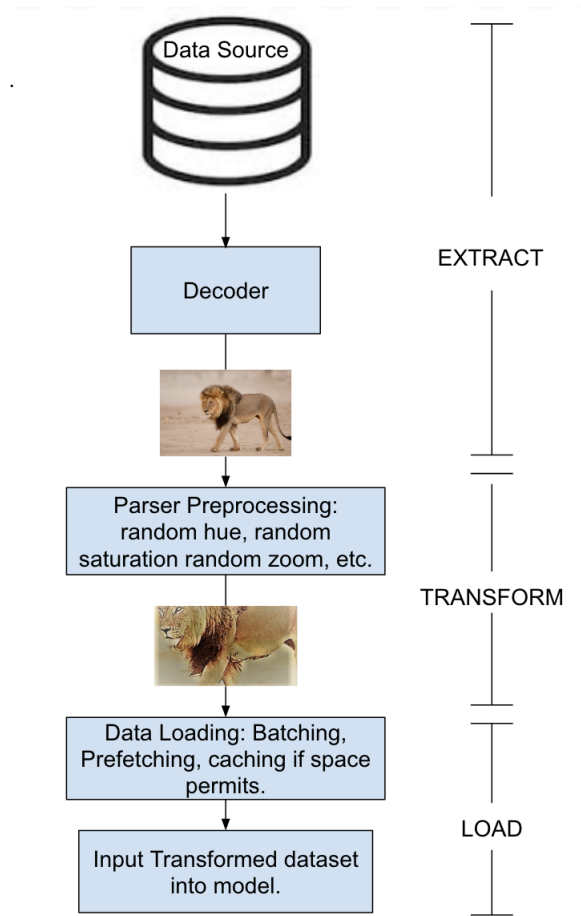 Data Source
.
EXTRACT
Decoder
Parser Preprocessing:
random hue, random
saturation random zoom, etc.
TRANSFORM
Data Loading: Batching,
Prefetching, caching if space
permits.
LOAD
Input Transformed dataset
into model.